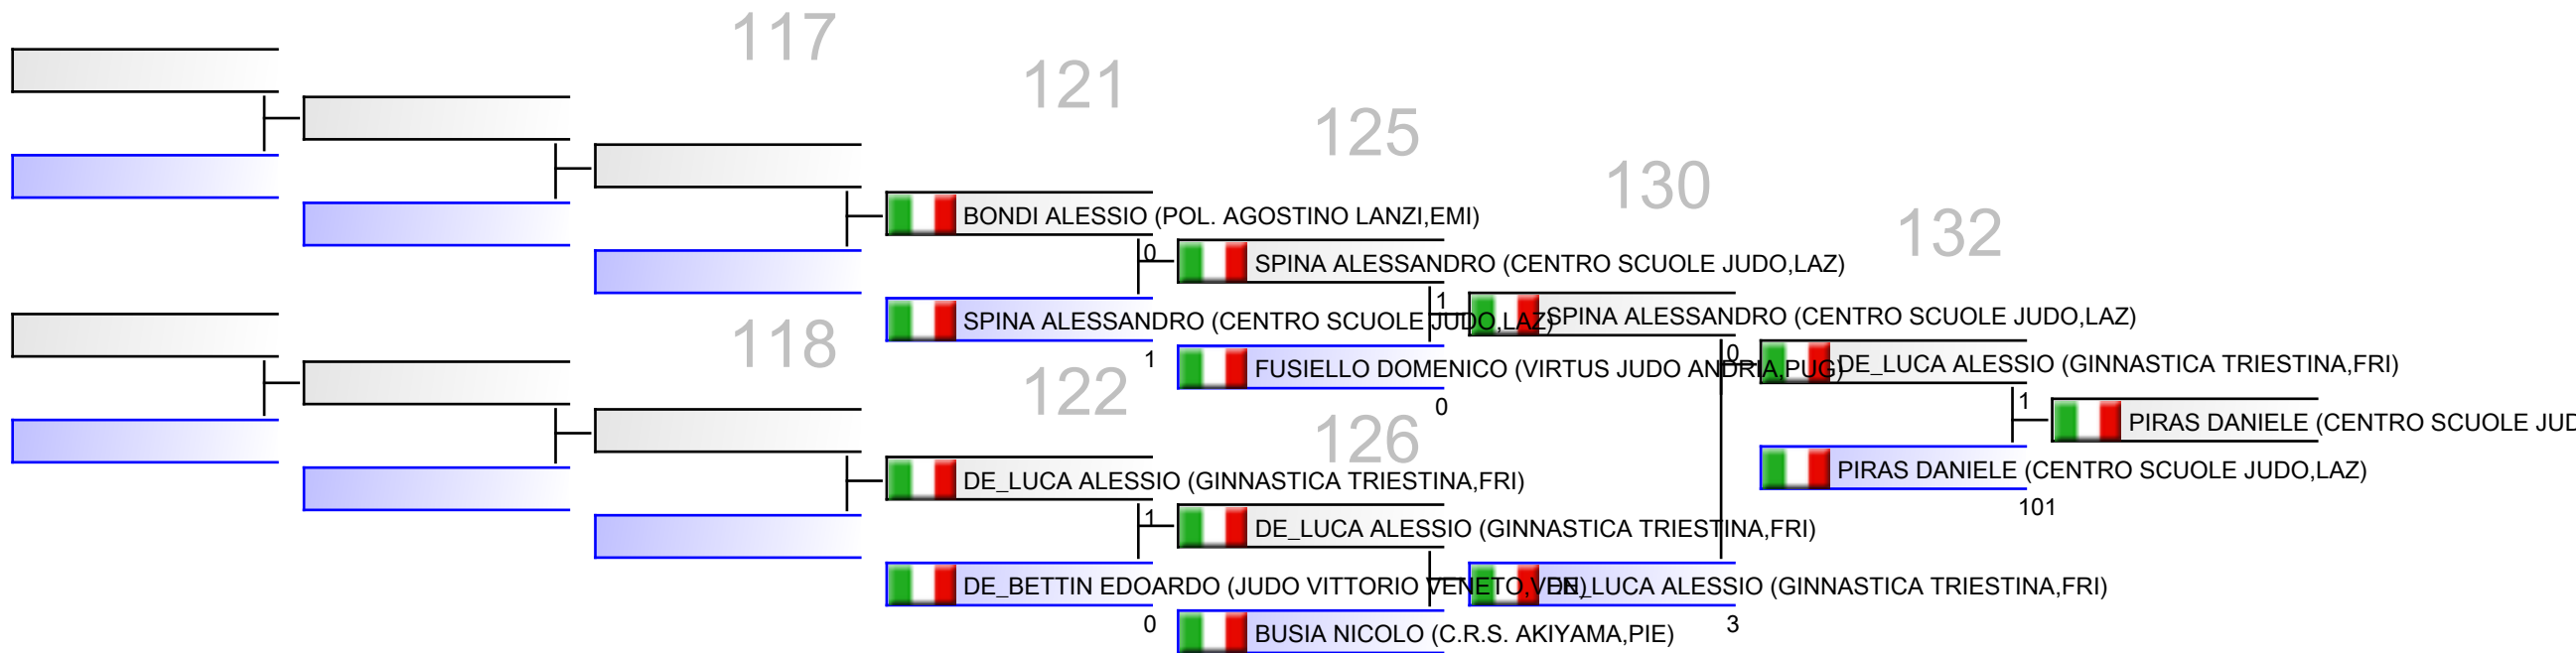 117
121
125
130
132
BONDI ALESSIO (POL. AGOSTINO LANZI,EMI)
0
SPINA ALESSANDRO (CENTRO SCUOLE JUDO,LAZ)
1
SPINA ALESSANDRO (CENTRO SCUOLE JUDO,LAZ)
SPINA ALESSANDRO (CENTRO SCUOLE JUDO,LAZ)
118
1
FUSIELLO DOMENICO (VIRTUS JUDO ANDRIA,PUG)
0
0
DE_LUCA ALESSIO (GINNASTICA TRIESTINA,FRI)
122
126
1
PIRAS DANIELE (CENTRO SCUOLE JUD
PIRAS DANIELE (CENTRO SCUOLE JUDO,LAZ)
101
DE_LUCA ALESSIO (GINNASTICA TRIESTINA,FRI)
1
DE_LUCA ALESSIO (GINNASTICA TRIESTINA,FRI)
DE_BETTIN EDOARDO (JUDO VITTORIO VENETO,VEN)
DE_LUCA ALESSIO (GINNASTICA TRIESTINA,FRI)
0
BUSIA NICOLO (C.R.S. AKIYAMA,PIE)
3